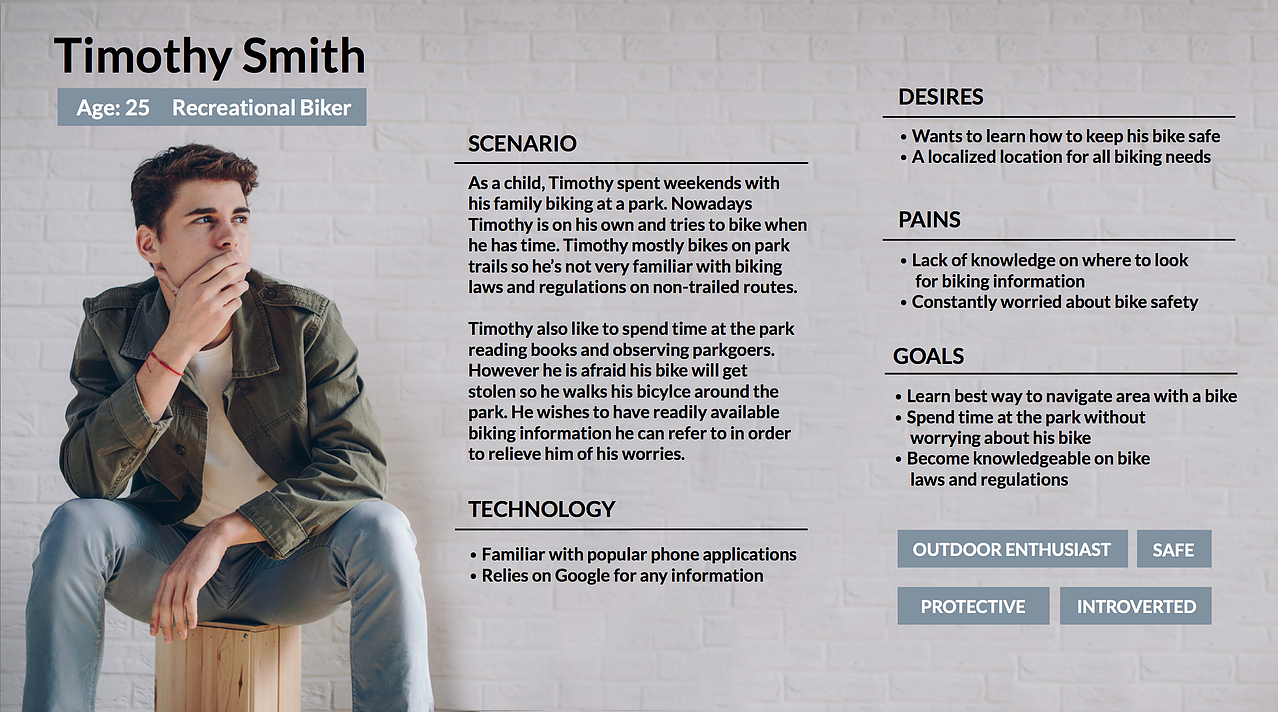 Timothy Smith
Age: 25 Recreational Biker
SCENARIO
As a child, Timothy spent weekends with
his family biking at a park. Nowadays
Timothy is on his own and tries to bike when
he has time. Timothy mostly bikes on park
trails so he's not very familiar with biking
laws and regulations on non-trailed routes.
Timothy also like to spend time at the park
reading books and observing parkgoers.
However he is afraid his bike will get
stolen so he walks his bicylce around the
park. He wishes to have readily available
biking information he can refer to in order
to relieve him of his worries.
TECHNOLOGY
• Familiar with popular phone applications
• Relies on Google for any information
DESIRES
• Wants to learn how to keep his bike safe
• A localized location for all biking needs
PAINS
• Lack of knowledge on where to look
for biking information
• Constantly worried about bike safety
GOALS
• Learn best way to navigate area with a bike
• Spend time at the park without
worrying about his bike
• Become knowledgeable on bike
laws and regulations
OUTDOOR ENTHUSIAST SAFE
PROTECTIVE INTROVERTED